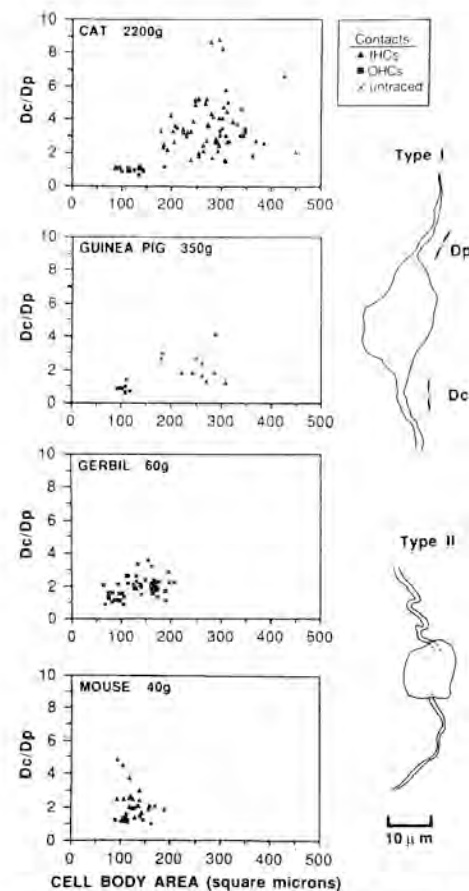 CAT 2200g
Dc/Dp
10
8
6
4
2
0
0 100 200 300 400 500
Contacts
IHCs
OHCs
untraced
Type I
Dp
Dc
GUINEA PIG 350g
Dc/Dp
10
8
6
4
2
0
0 100 200 300 400 500
GERBIL 60g
Dc/Dp
10
8
6
4
2
0
0 100 200 300 400 500
Type II
MOUSE 40g
Dc/Dp
10
8
6
4
2
0
0 100 200 300 400 500
10 μm
CELL BODY AREA (square microns)